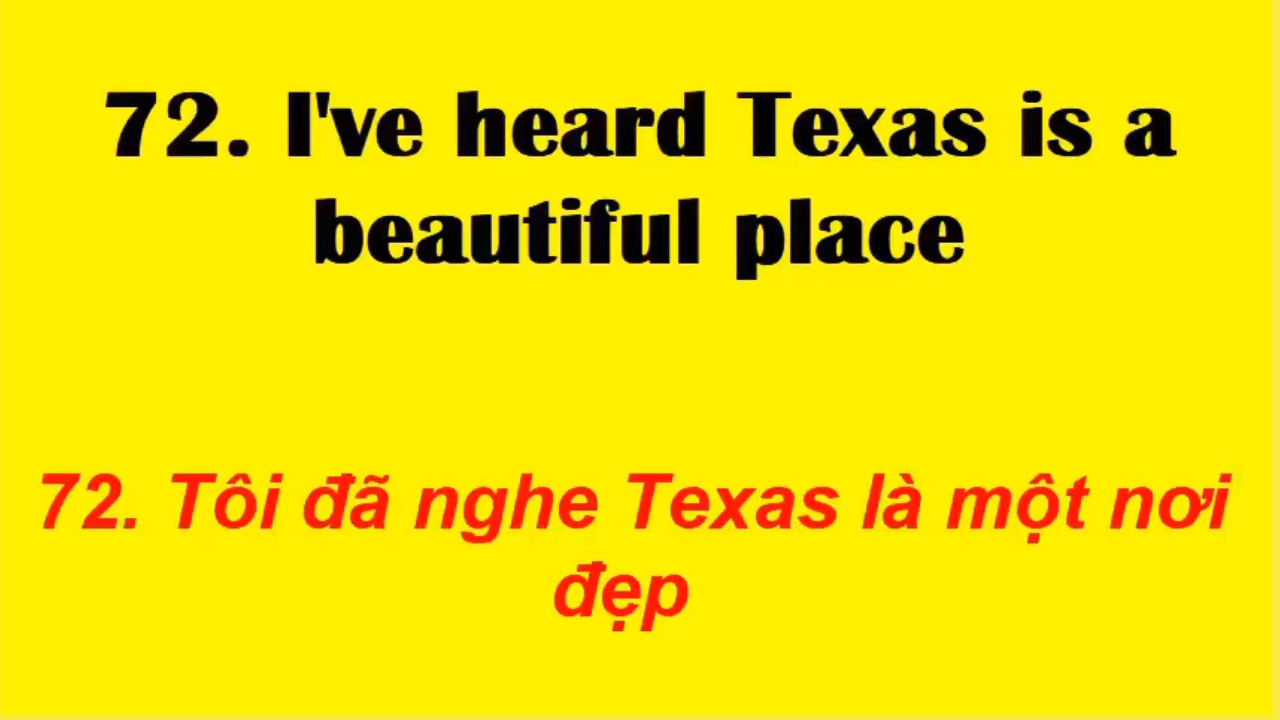 72. I've heard Texas is a
beautiful place
72. Tôi đã nghe Texas là một nơi
đẹp